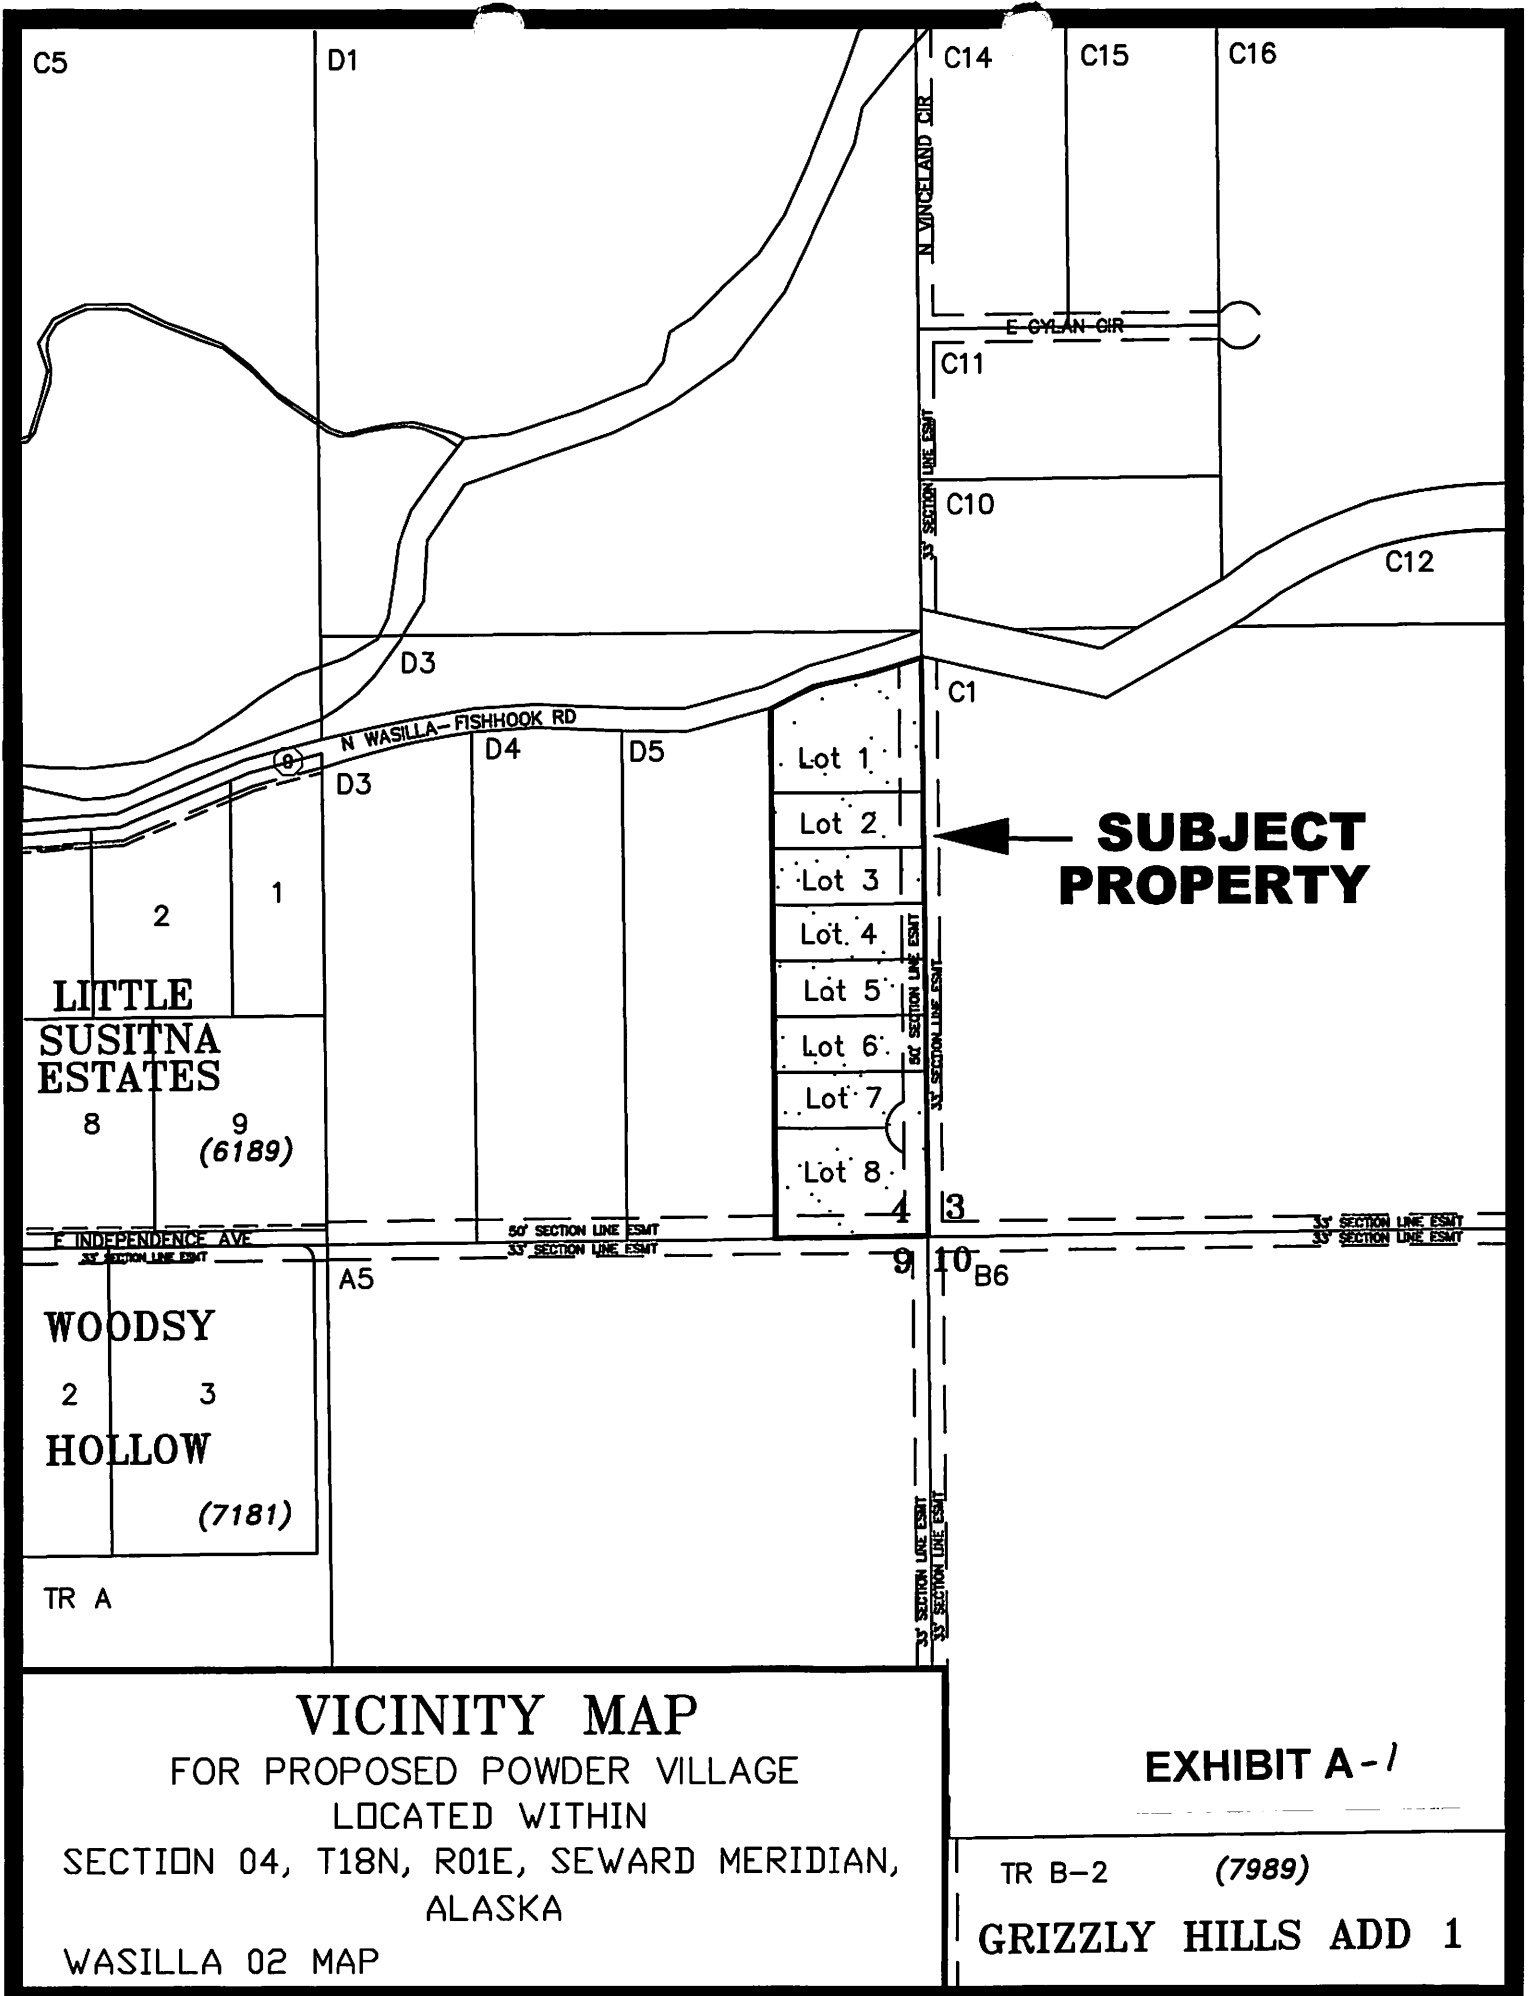 C5
D1
C14
C15
C16
N VINCELAND CIR
E GYLAN CIR
C11
33' SECTION LINE ESMT
C10
C12
D3
C1
N WASILLA-FISHHOOK RD
D4
D5
D3
Lot 1
Lot 2
Lot 3
Lot 4
Lot 5
Lot 6
Lot 7
Lot 8
SUBJECT
PROPERTY
50' SECTION LINE ESMT
33' SECTION LINE ESMT
1
2
LITTLE
SUSITNA
ESTATES
8
9
(6189)
4
3
9
10
E INDEPENDENCE AVE
33' SECTION LINE ESMT
50' SECTION LINE ESMT
33' SECTION LINE ESMT
33' SECTION LINE ESMT
33' SECTION LINE ESMT
A5
B6
WOODSY
2
3
HOLLOW
(7181)
TR A
33' SECTION LINE ESMT
33' SECTION LINE ESMT
VICINITY MAP
FOR PROPOSED POWDER VILLAGE
LOCATED WITHIN
SECTION 04, T18N, R01E, SEWARD MERIDIAN,
ALASKA
WASILLA 02 MAP
EXHIBIT A-1
TR B-2
(7989)
GRIZZLY HILLS ADD 1